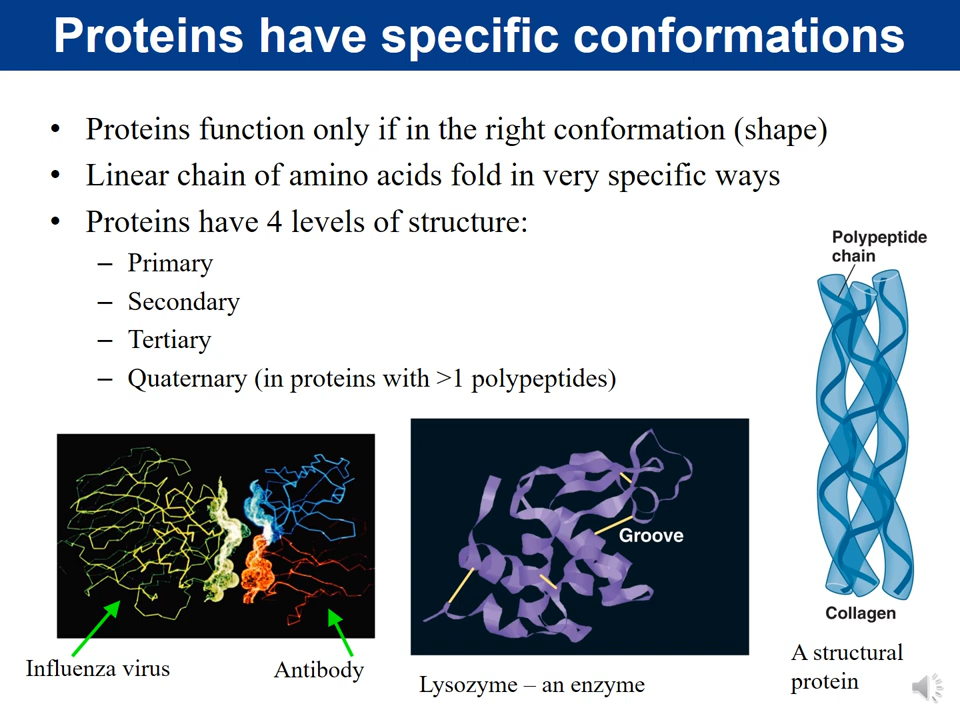 Proteins have specific conformations
• Proteins function only if in the right conformation (shape)
• Linear chain of amino acids fold in very specific ways
• Proteins have 4 levels of structure:
– Primary
– Secondary
– Tertiary
– Quaternary (in proteins with >1 polypeptides)
Polypeptide
chain
Groove
Collagen
Influenza virus
Antibody
Lysozyme – an enzyme
A structural
protein